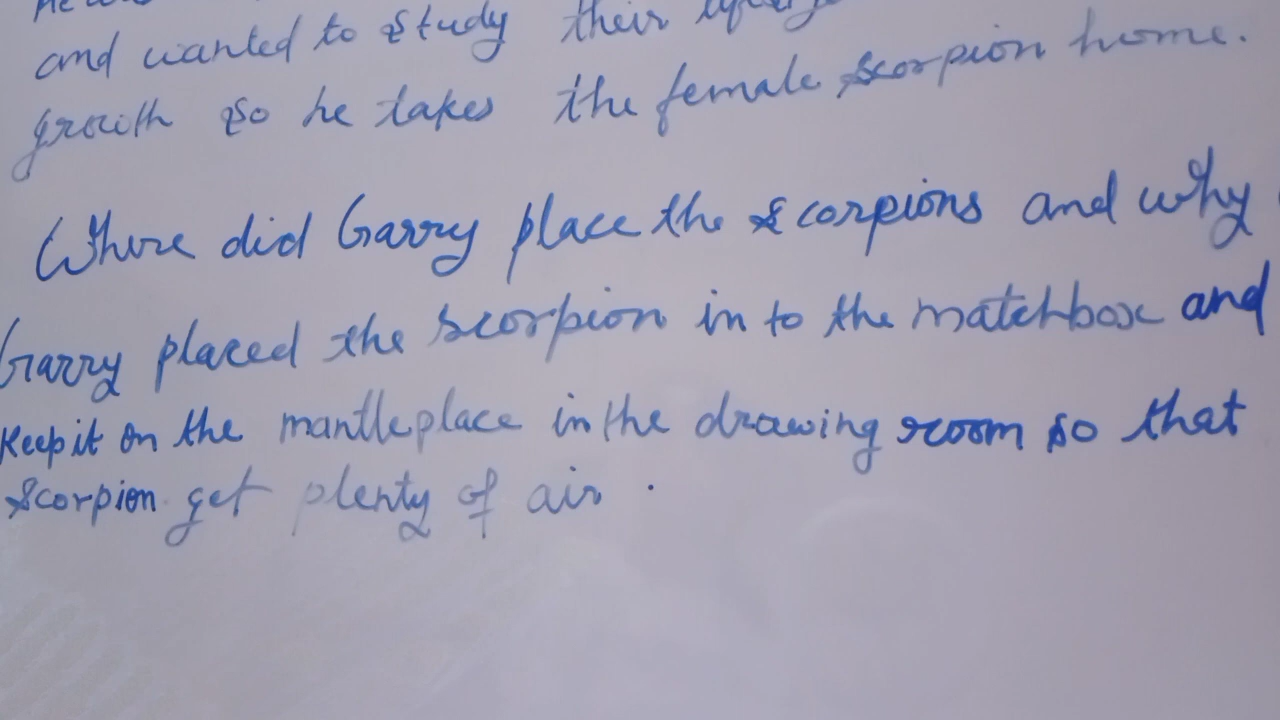 and wanted to study their
growth so he takes the female scorpion home.
Where did Garry place the scorpions and why
Garry placed the scorpion in to the matchbox and
Keep it on the mantleplace in the drawing room so that
scorpion get plenty of air .